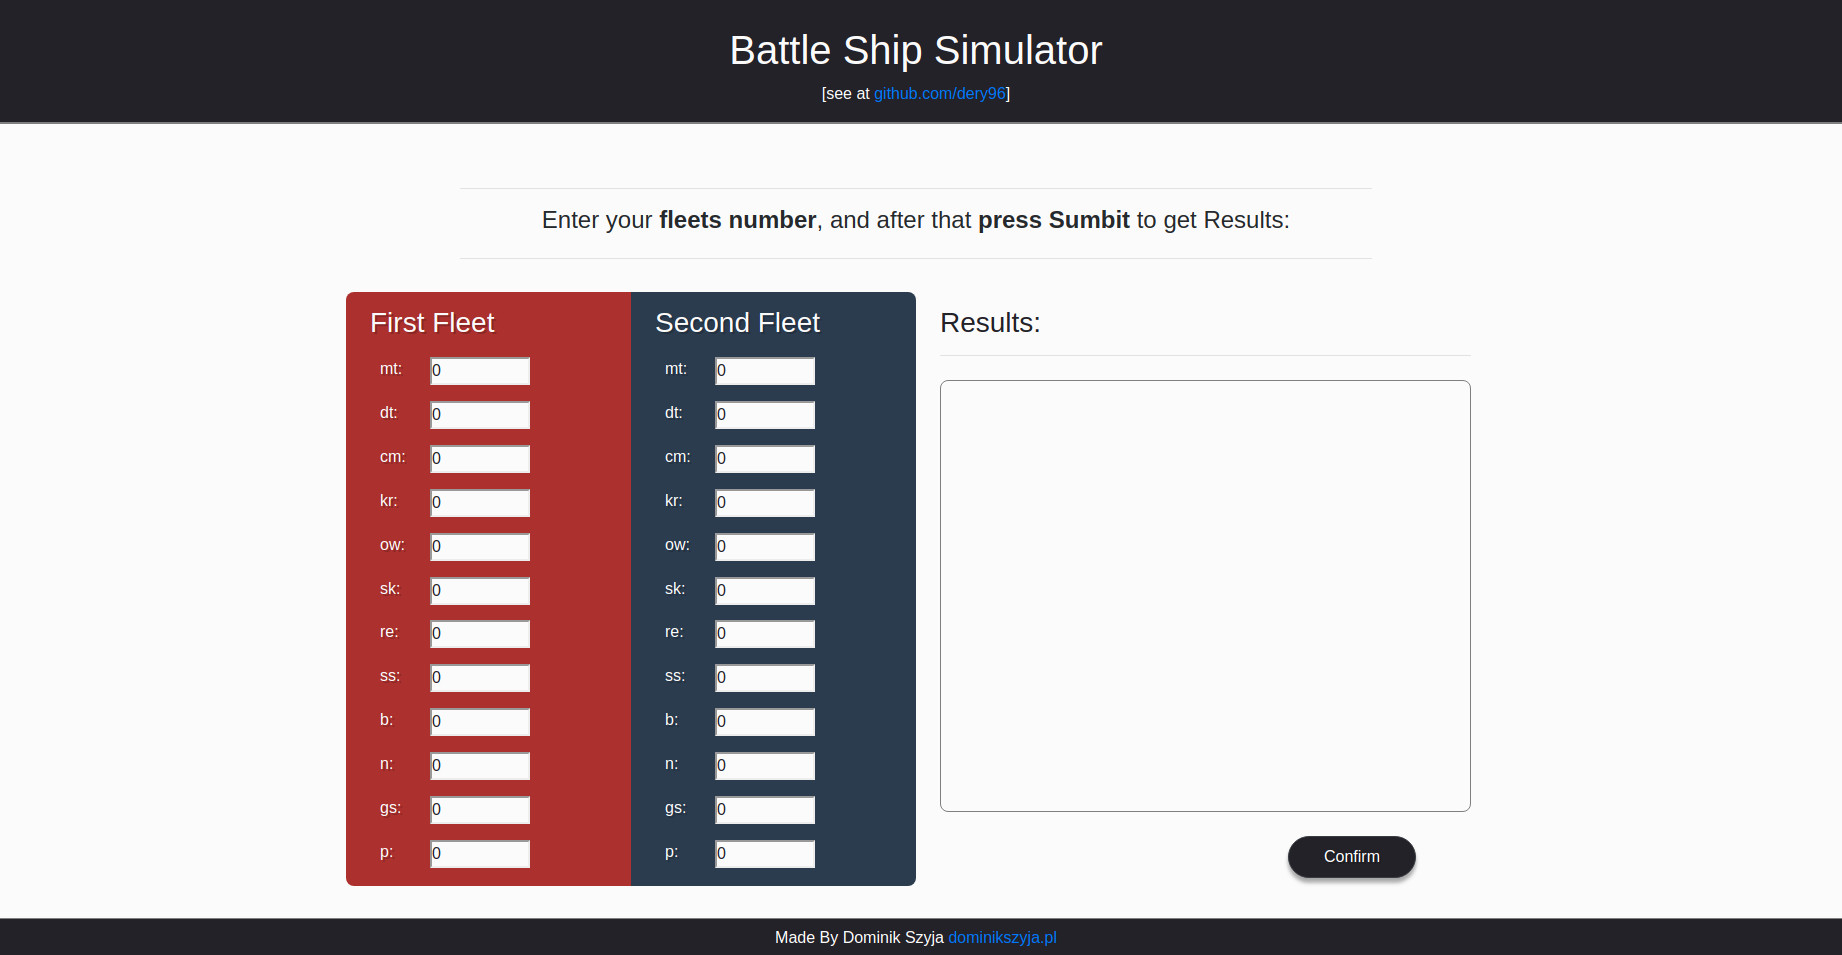 Battle Ship Simulator
[see at github.com/dery96]
Enter your fleets number, and after that press Sumbit to get Results:
First Fleet
mt: 0
dt: 0
cm: 0
kr: 0
ow: 0
sk: 0
re: 0
ss: 0
b: 0
n: 0
gs: 0
p: 0
Second Fleet
mt: 0
dt: 0
cm: 0
kr: 0
ow: 0
sk: 0
re: 0
ss: 0
b: 0
n: 0
gs: 0
p: 0
Results:
Confirm
Made By Dominik Szyja dominikszyja.pl